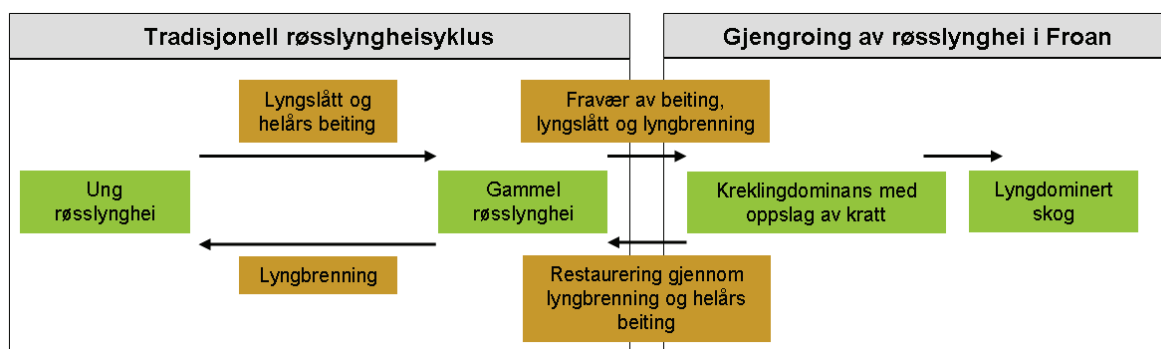 Tradisjonell røsslyngheisyklus
Gjengroing av røsslynghei i Froan
Lyngslått og
helårs beiting
Fravær av beiting,
lyngslått og lyngbrenning
Ung
røsslynghei
Gammel
røsslynghei
Kreklingdominans med
oppslag av kratt
Lyngdominert
skog
Lyngbrenning
Restaurering gjennom
lyngbrenning og helårs
beiting